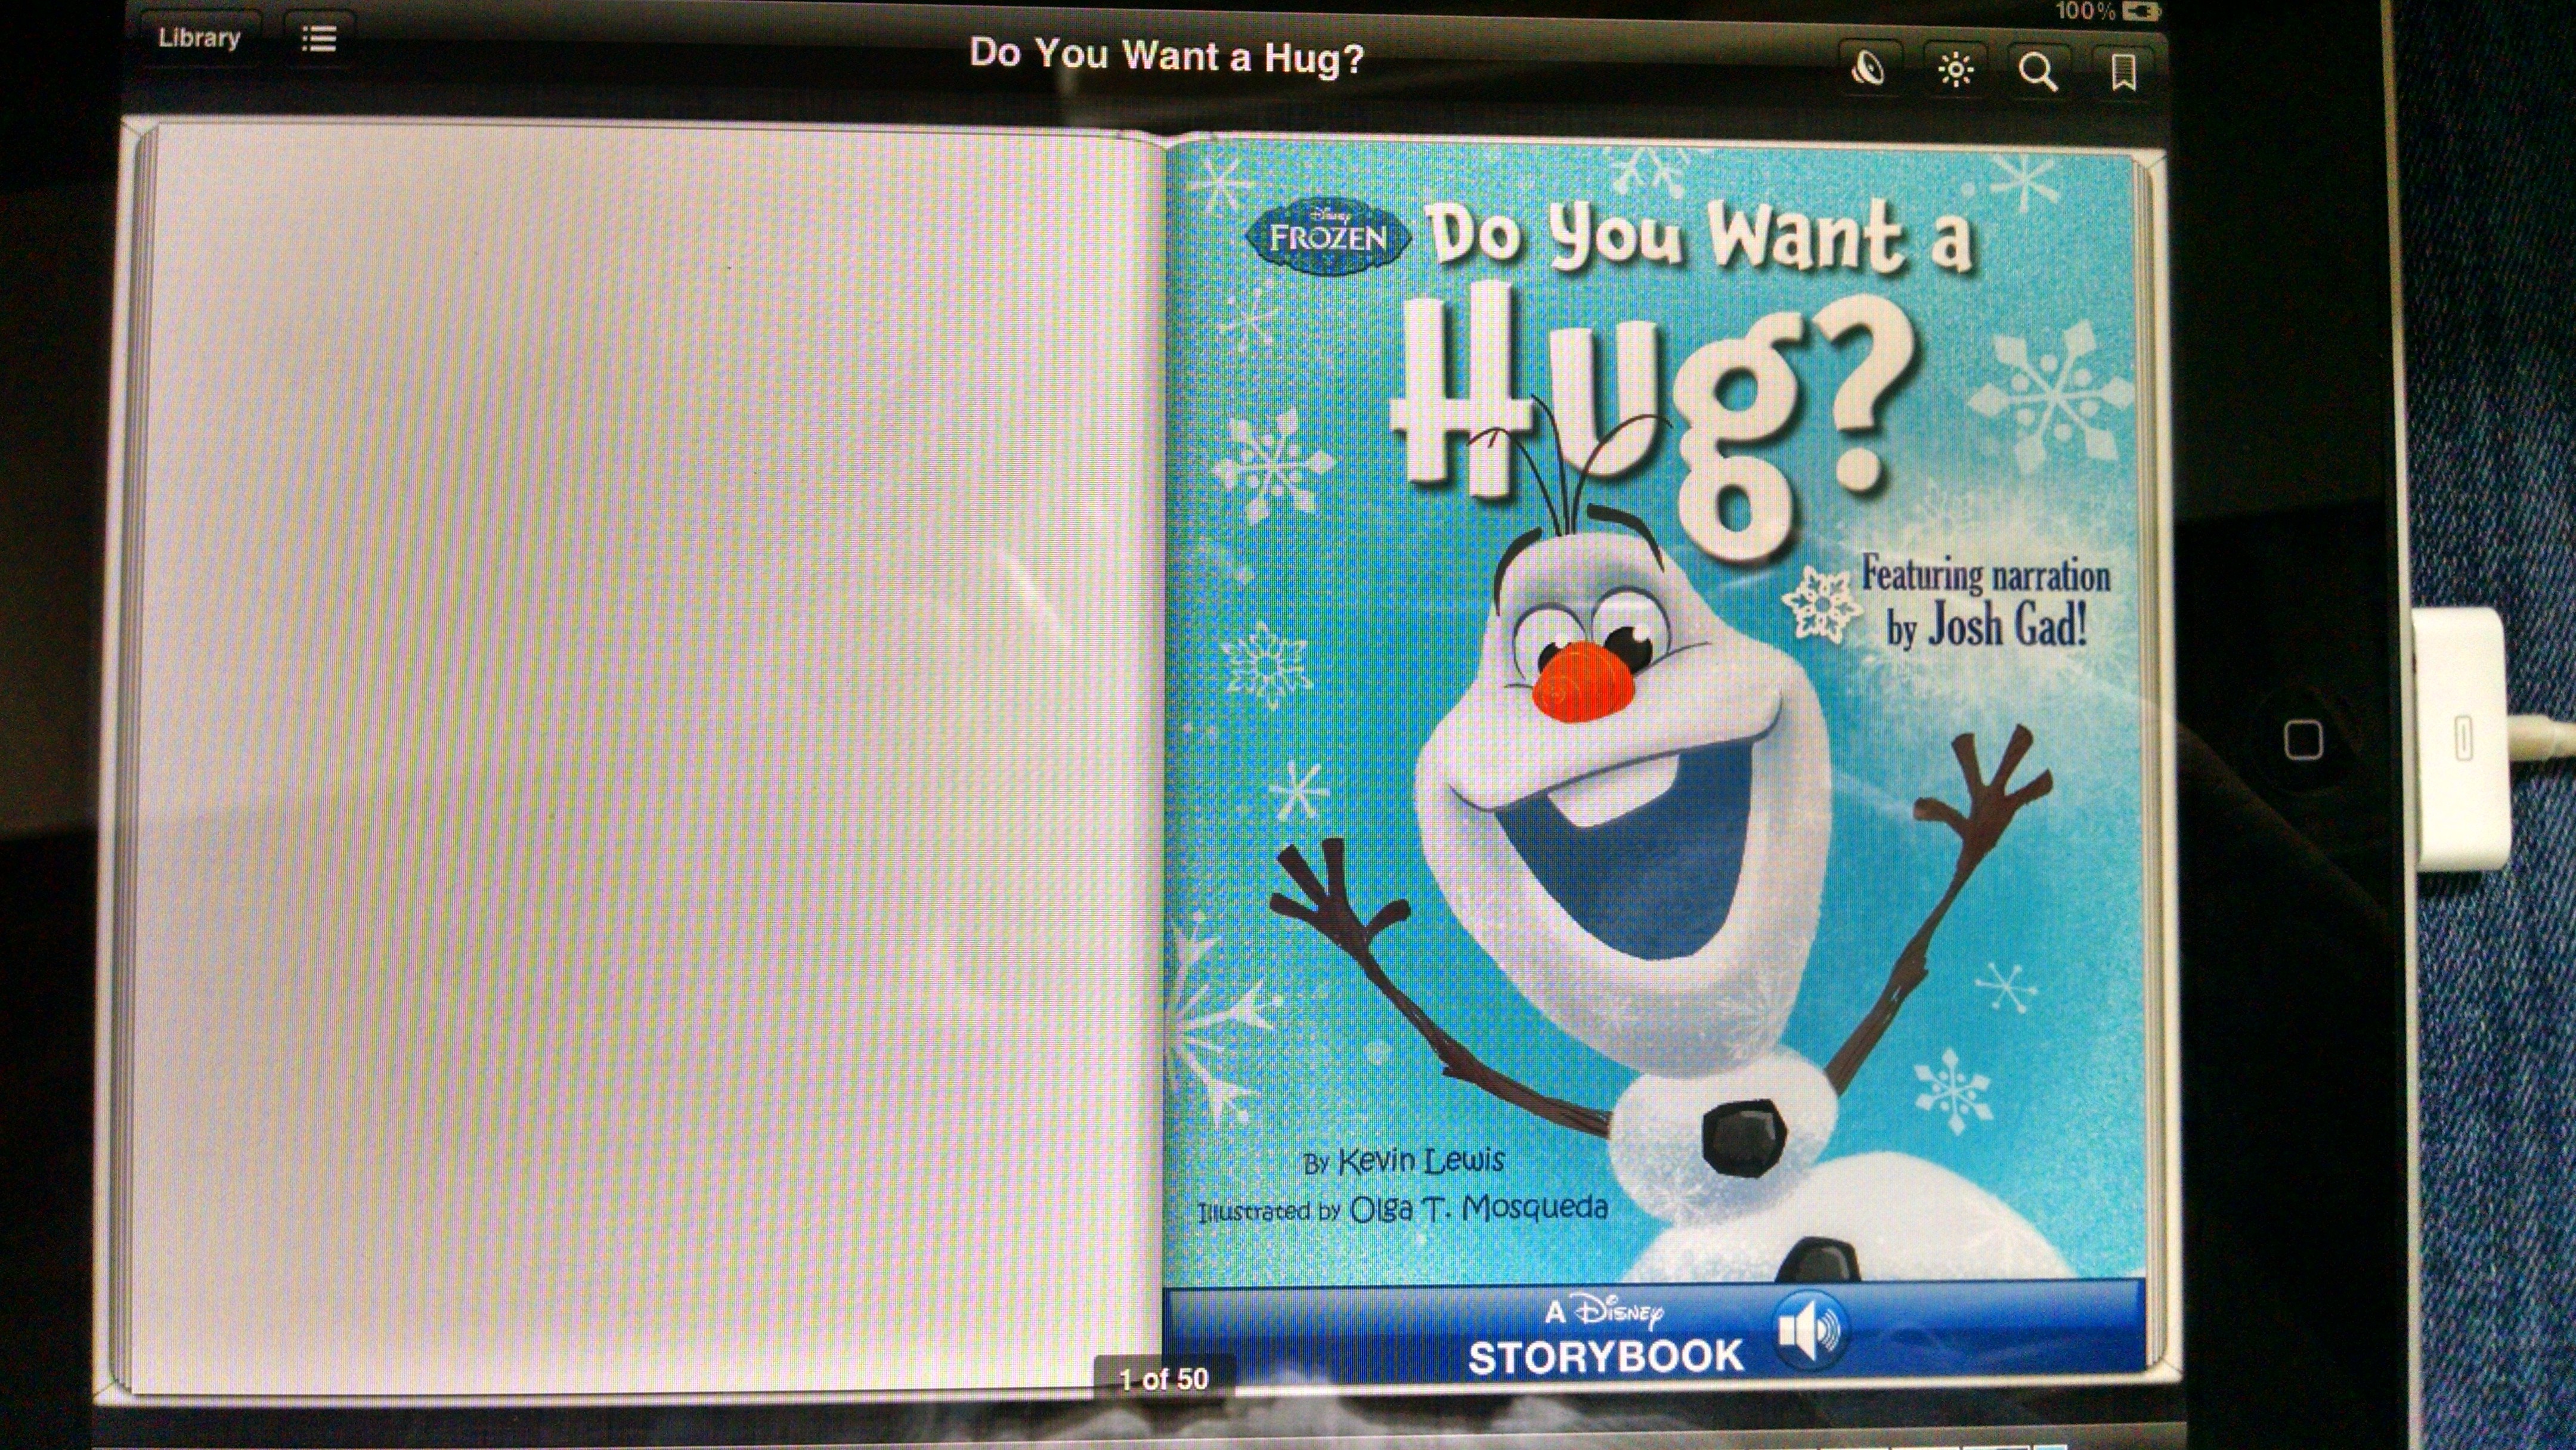 100%
Library
Do You Want a Hug?
Disney
FROZEN
Do You Want a
Hug?
Featuring narration
by Josh Gad!
By Kevin Lewis
Illustrated by Olga T. Mosqueda
A Disney
STORYBOOK
1 of 50